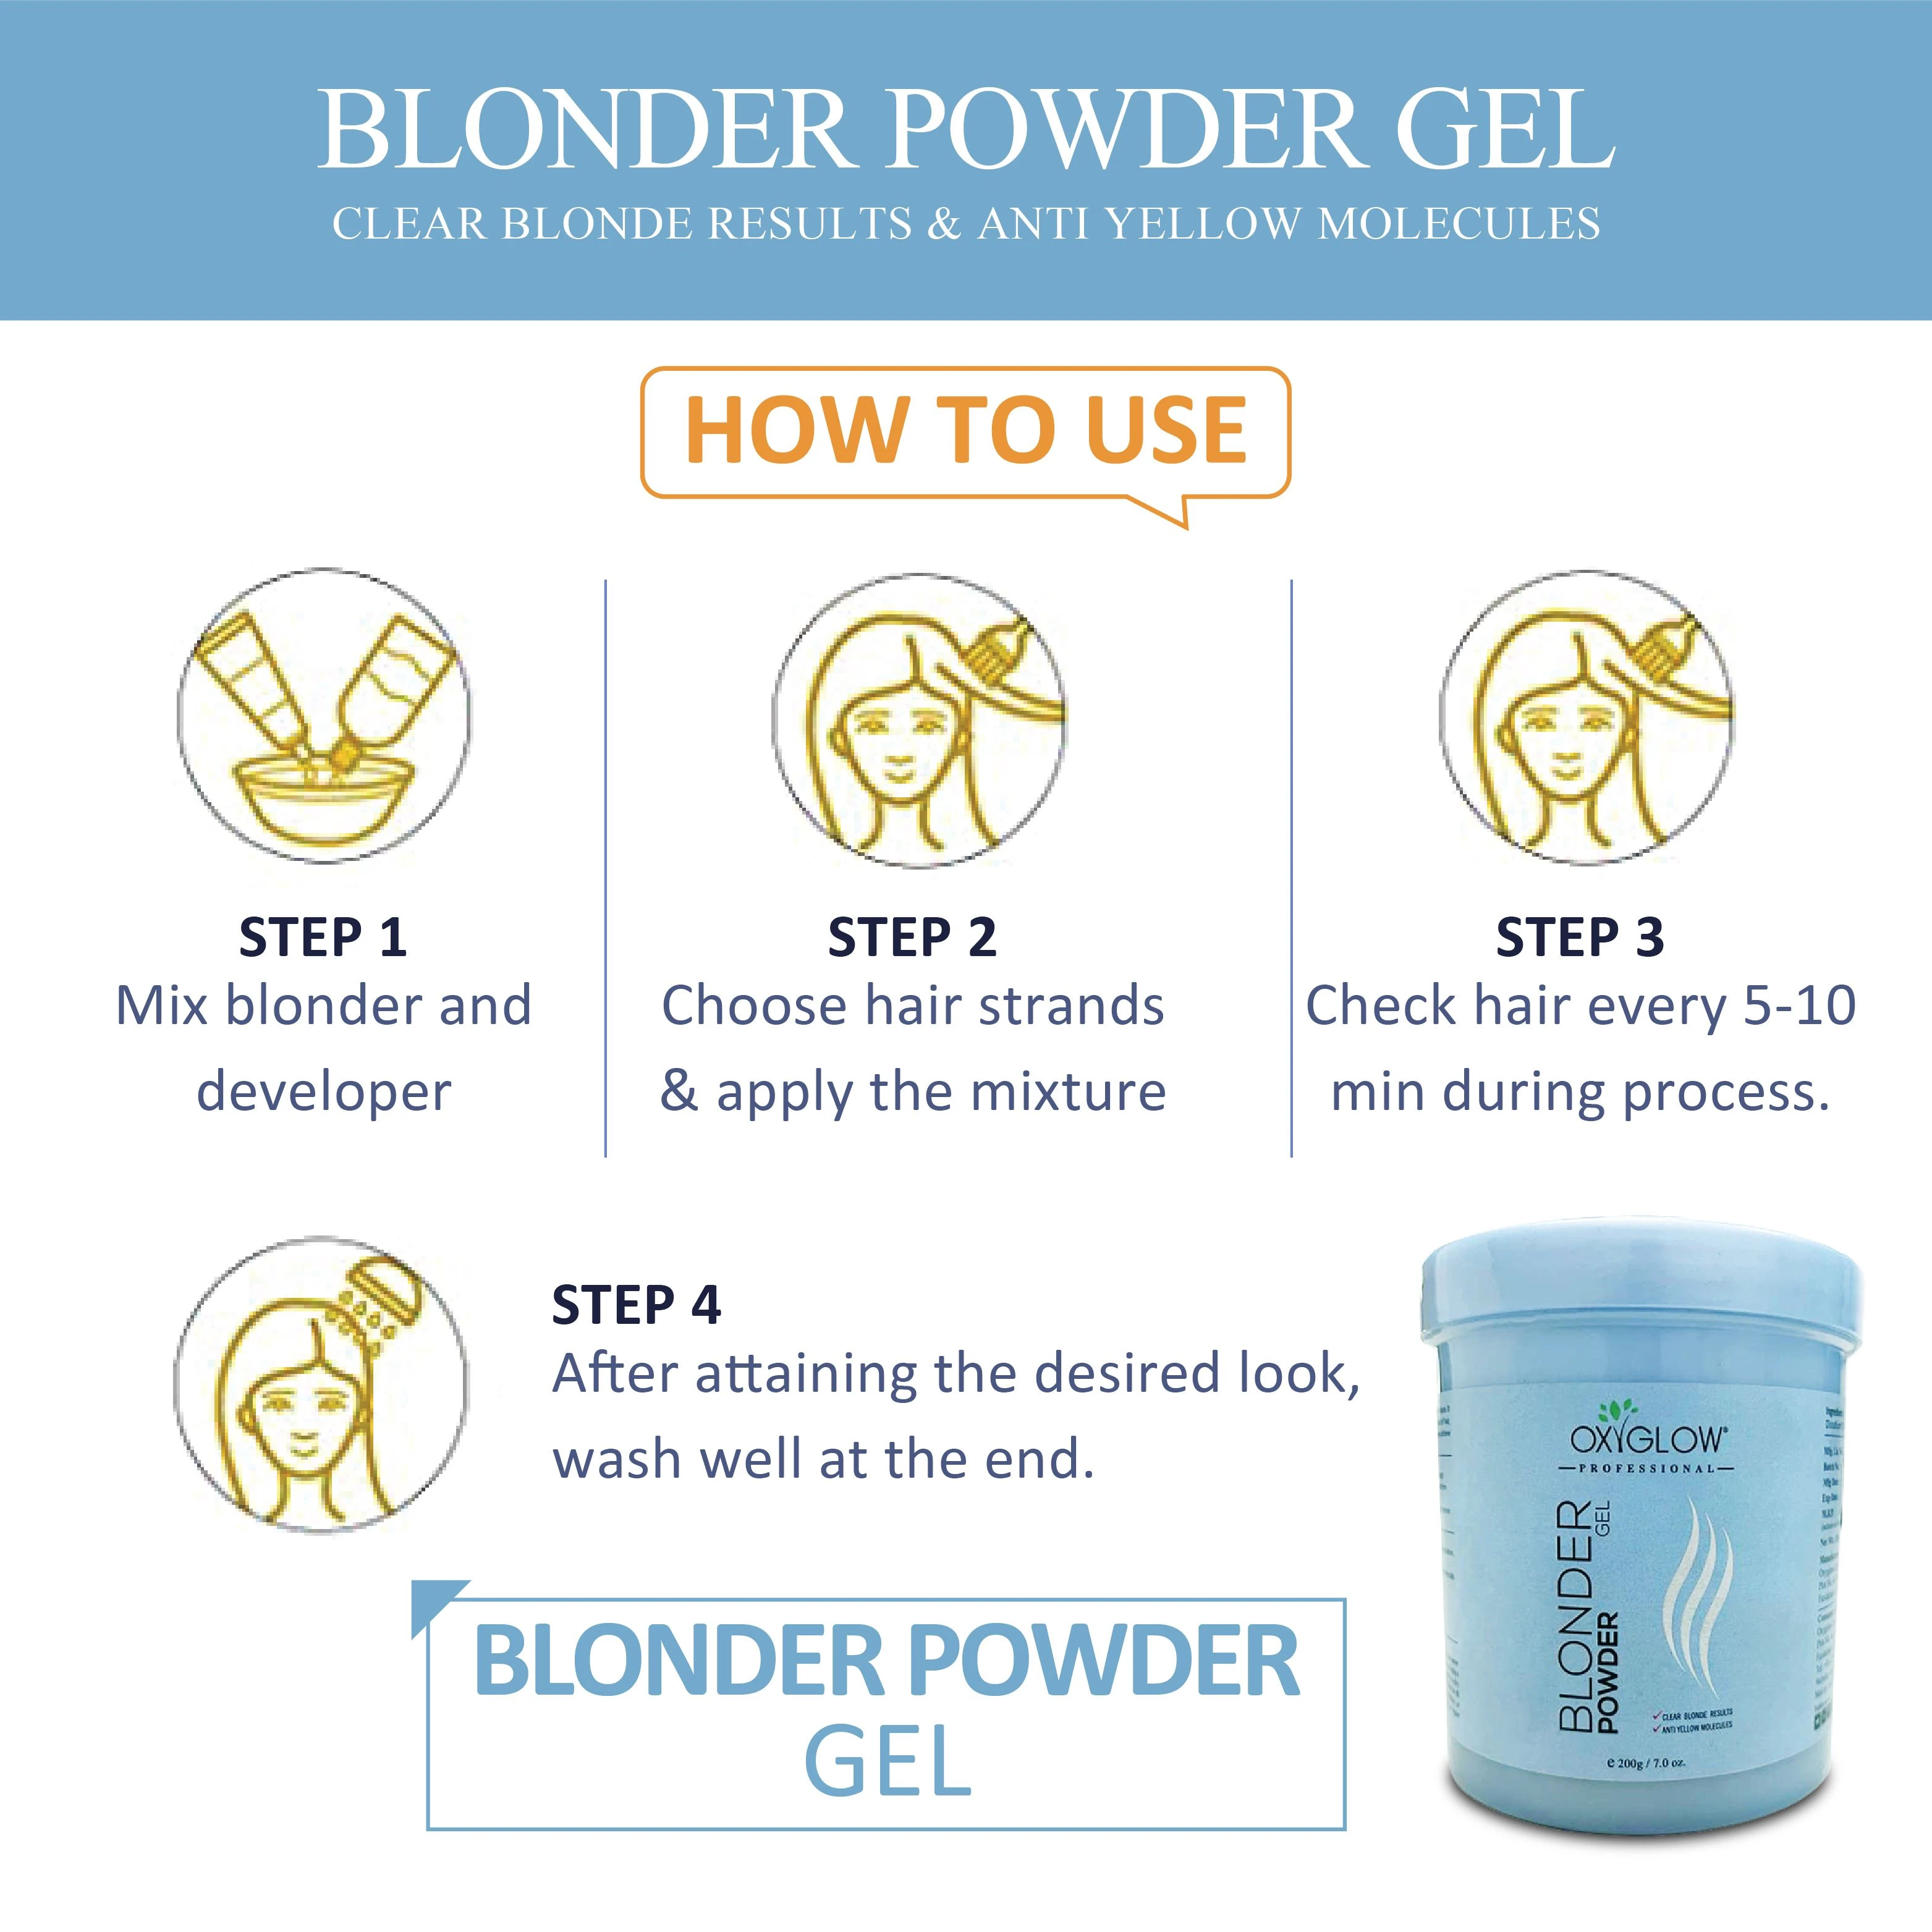 BLONDER POWDER GEL
CLEAR BLONDE RESULTS & ANTI YELLOW MOLECULES
HOW TO USE
STEP 1
Mix blonder and
developer
STEP 2
Choose hair strands
& apply the mixture
STEP 3
Check hair every 5-10
min during process.
STEP 4
After attaining the desired look,
wash well at the end.
BLONDER POWDER
GEL
OXYGLOW®
PROFESSIONAL
BLONDER
GEL
POWDER
CLEAR BLONDE RESULTS
ANTI YELLOW MOLECULES
e 200g / 7.0 oz.